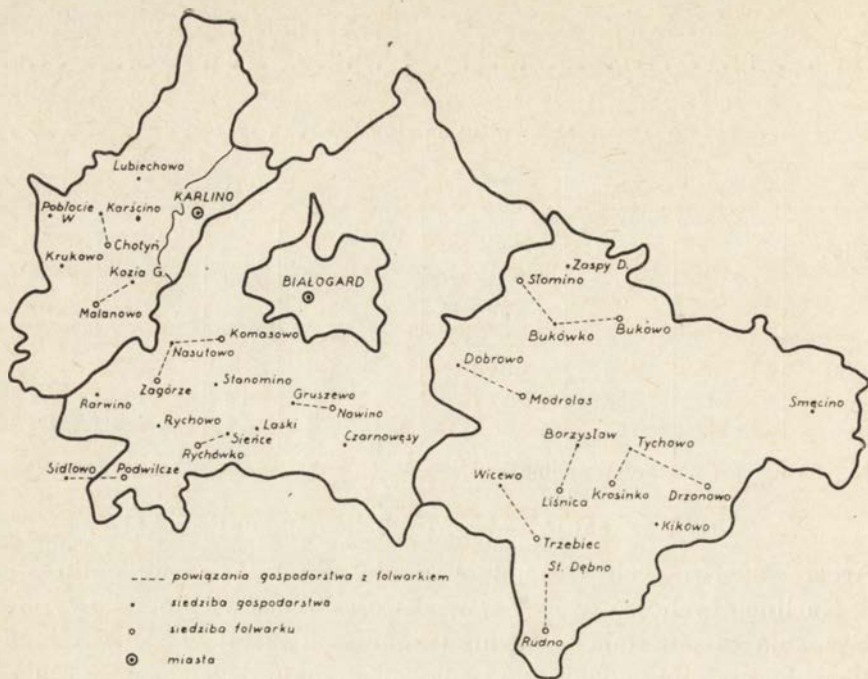 Lubiechowo
Pobłocie W
Karścino
KARLINO
Krukowo
Chotyń
Kozia G.
Malanowo
BIAŁOGARD
Zaspy D.
Słomino
Bukówko
Bukowo
Komasowo
Nasutowo
Zagórze
Stanomino
Gruszewo
Nawino
Rarwino
Rychowo
Laski
Sieńce
Rychówko
Czarnowęsy
Sidłowo
Podwilcze
Dobrowo
Modrolas
Smęcino
Borzysław
Tychowo
Wicewo
Liśnica
Krosinko
Drzonowo
Kikowo
Trzebiec
St. Dębno
Rudno
powiązania gospodarstwa z folwarkiem
siedziba gospodarstwa
siedziba folwarku
miasta